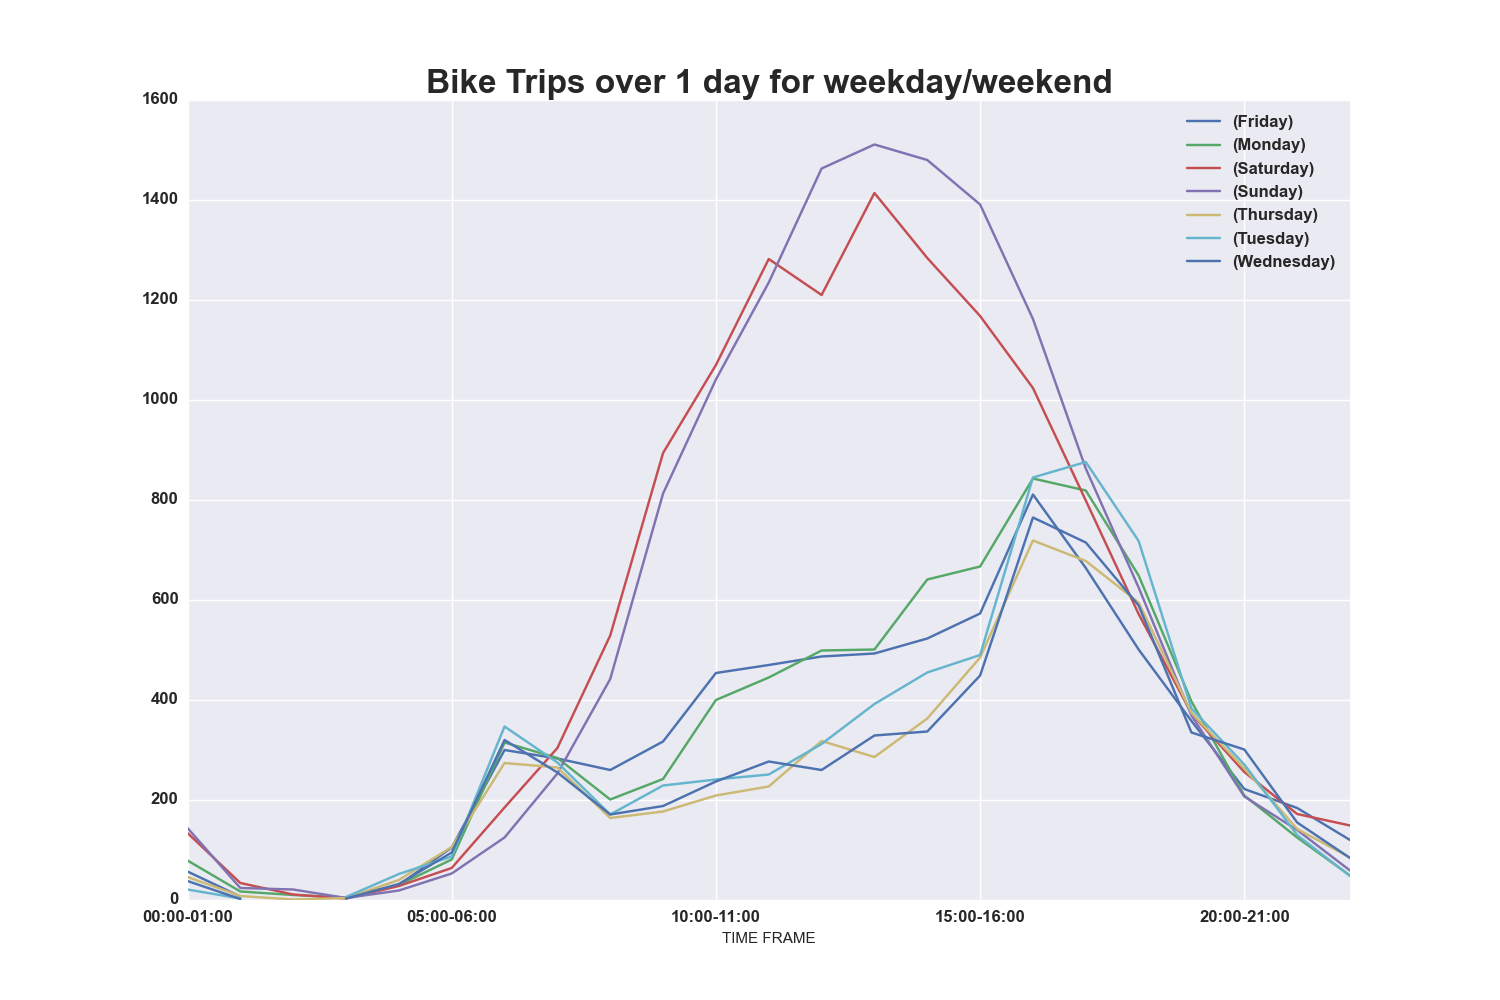 Bike Trips over 1 day for weekday/weekend
1600
1400
1200
1000
800
600
400
200
0
(Friday)
(Monday)
(Saturday)
(Sunday)
(Thursday)
(Tuesday)
(Wednesday)
00:00-01:00 05:00-06:00 10:00-11:00 15:00-16:00 20:00-21:00
TIME FRAME